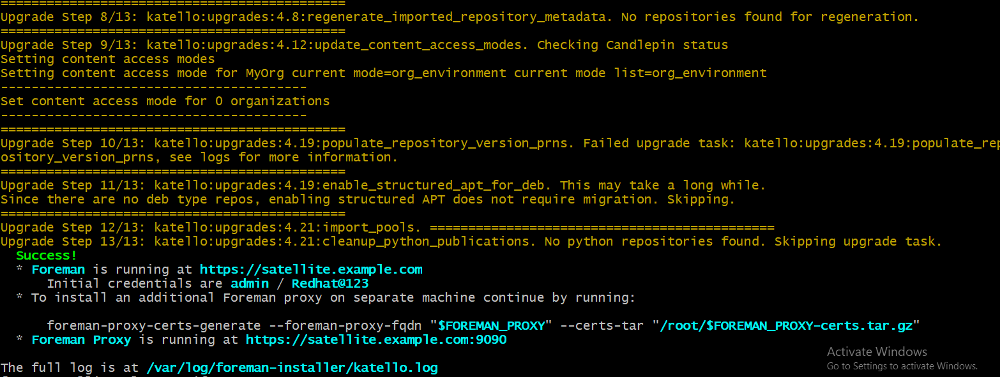 =============================================
Upgrade Step 8/13: katello:upgrades:4.8:regenerate_imported_repository_metadata. No repositories found for regeneration.
=============================================
Upgrade Step 9/13: katello:upgrades:4.12:update_content_access_modes. Checking Candlepin status
Setting content access modes
Setting content access mode for MyOrg current mode=org_environment current mode list=org_environment
----------------------------------------
Set content access mode for 0 organizations
----------------------------------------
=============================================
Upgrade Step 10/13: katello:upgrades:4.19:populate_repository_version_prns. Failed upgrade task: katello:upgrades:4.19:populate_rep
ository_version_prns, see logs for more information.
=============================================
Upgrade Step 11/13: katello:upgrades:4.19:enable_structured_apt_for_deb. This may take a long while.
Since there are no deb type repos, enabling structured APT does not require migration. Skipping.
=============================================
Upgrade Step 12/13: katello:upgrades:4.21:import_pools. =============================================
Upgrade Step 13/13: katello:upgrades:4.21:cleanup_python_publications. No python repositories found. Skipping upgrade task.
  Success!
  * Foreman is running at https://satellite.example.com
      Initial credentials are admin / Redhat@123
  * To install an additional Foreman proxy on separate machine continue by running:

      foreman-proxy-certs-generate --foreman-proxy-fqdn "$FOREMAN_PROXY" --certs-tar "/root/$FOREMAN_PROXY-certs.tar.gz"
  * Foreman Proxy is running at https://satellite.example.com:9090

The full log is at /var/log/foreman-installer/katello.log
Activate Windows
Go to Settings to activate Windows.